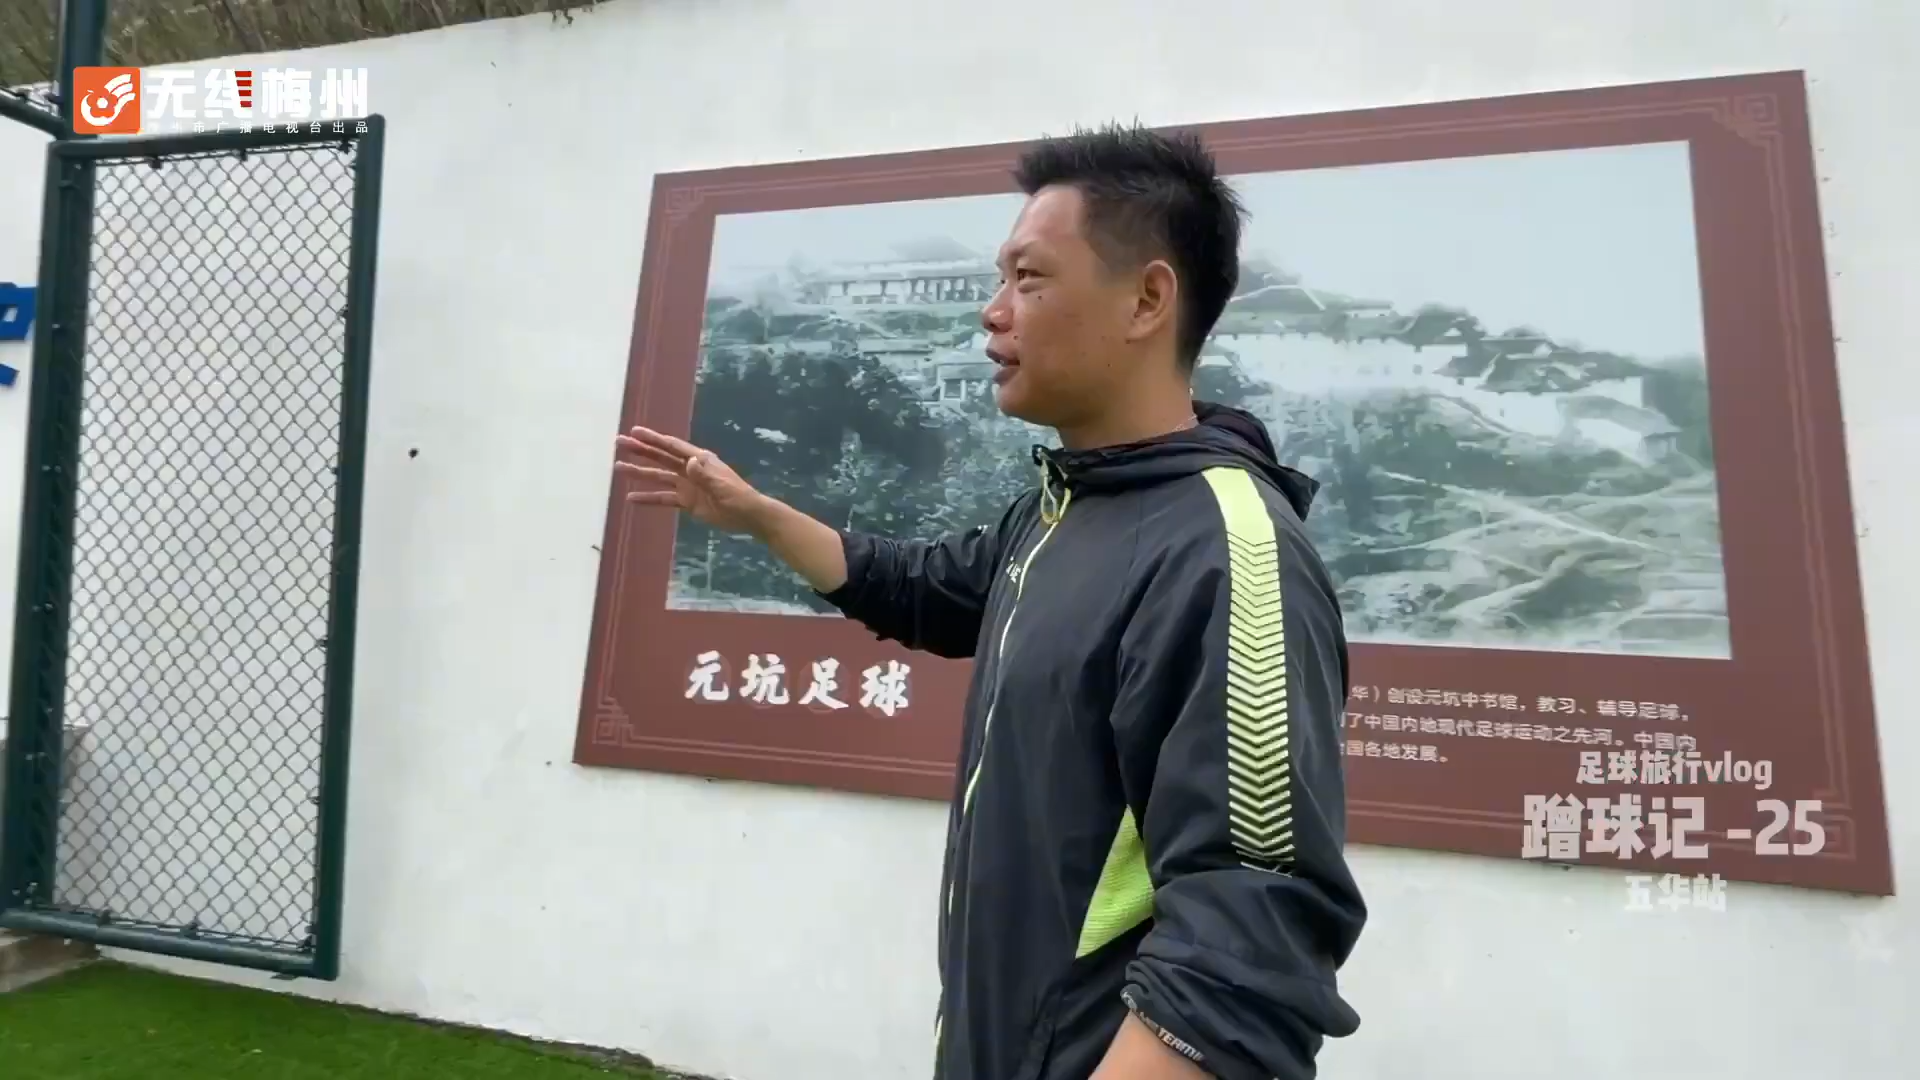 无线梅州
梅州市广播电视台出品
元坑足球
华）创设元坑中书馆，教习、辅导足球，
了中国内地现代足球运动之先河。中国内
国各地发展。
足球旅行vlog
蹭球记 -25
五华站